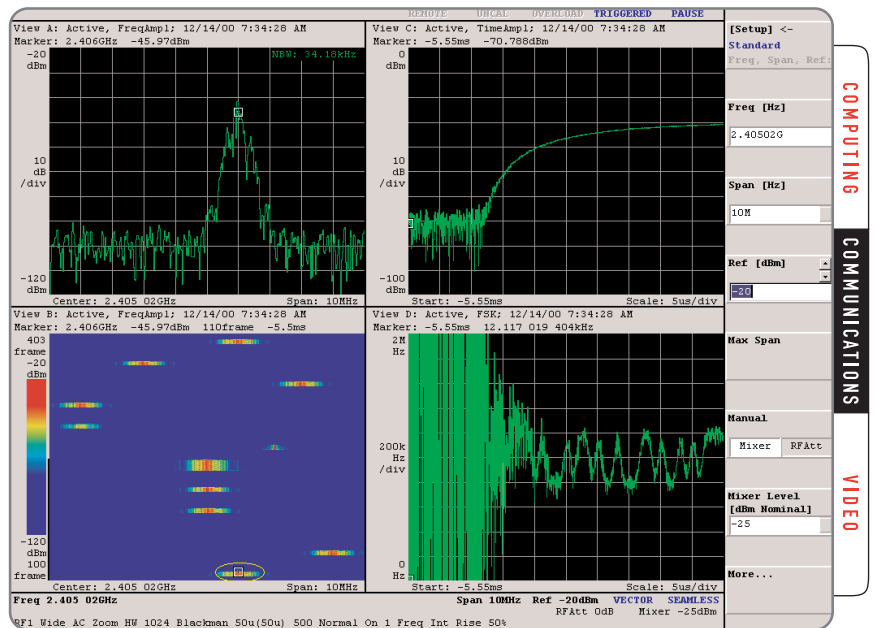 REMOTE UNCAL OVERLOAD TRIGGERED PAUSE
View A: Active, FreqAmpl; 12/14/00 7:34:28 AM
Marker: 2.406GHz -45.97dBm
-20
dBm
NBW: 34.18kHz
10
dB
/div
-120
dBm
Center: 2.405 02GHz Span: 10MHz
View C: Active, TimeAmpl; 12/14/00 7:34:28 AM
Marker: -5.55ms -70.788dBm
0
dBm
10
dB
/div
-100
dBm
Start: -5.55ms Scale: 5us/div
View B: Active, FreqAmpl; 12/14/00 7:34:28 AM
Marker: 2.406GHz -45.97dBm 110frame -5.5ms
403
frame
-20
dBm
-120
dBm
100
frame
Center: 2.405 02GHz Span: 10MHz
View D: Active, FSK; 12/14/00 7:34:28 AM
Marker: -5.55ms 12.117 019 404kHz
2M
Hz
200k
Hz
/div
0
Hz
Start: -5.55ms Scale: 5us/div
Freq 2.405 02GHz Span 10MHz Ref -20dBm VECTOR SEAMLESS
RFAtt 0dB Mixer -25dBm
RF1 Wide AC Zoom HW 1024 Blackman 50u(50u) 500 Normal On 1 Freq Int Rise 50%
[Setup] <-
Standard
Freq, Span, Ref:
Freq [Hz]
2.40502G
Span [Hz]
10M
Ref [dBm]
-20
Max Span
Manual
Mixer RFAtt
Mixer Level
[dBm Nominal]
-25
More...
COMPUTING
COMMUNICATIONS
VIDEO